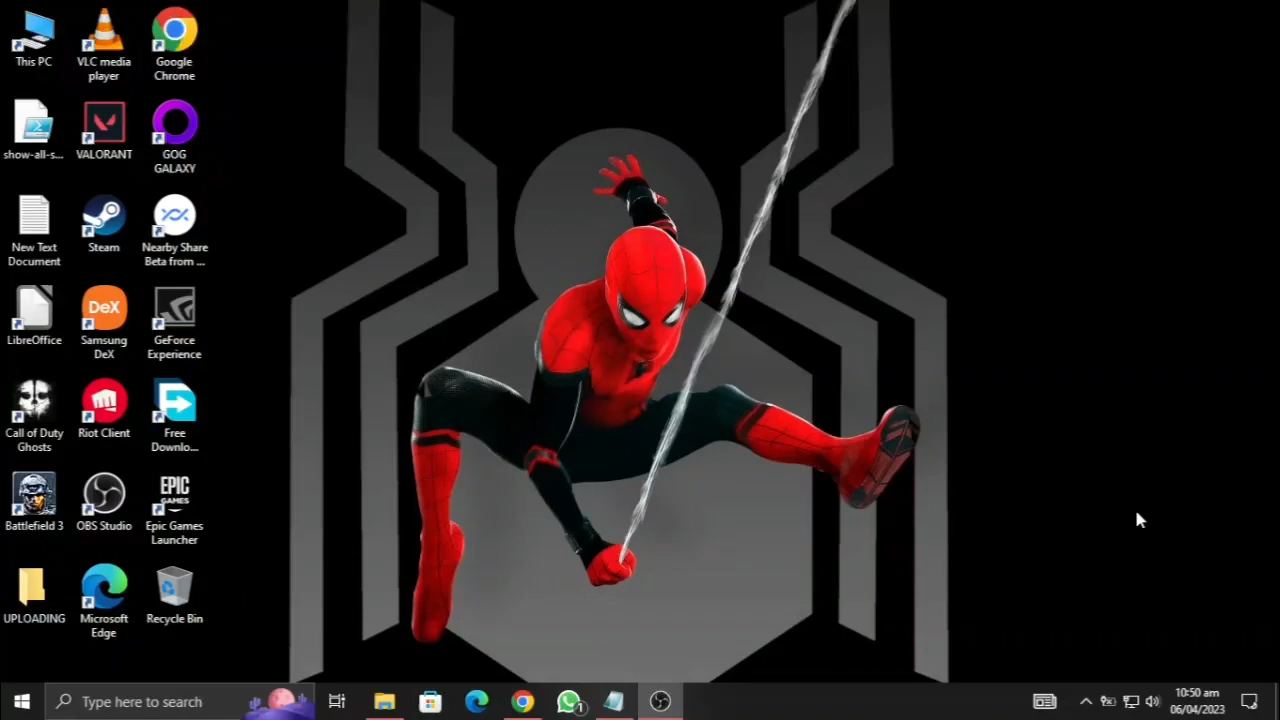 This PC
VLC media
player
Google
Chrome
show-all-s...
VALORANT
GOG
GALAXY
New Text
Document
Steam
Nearby Share
Beta from ...
LibreOffice
DeX
Samsung
DeX
GeForce
Experience
Call of Duty
Ghosts
Riot Client
Free
Downlo...
Battlefield 3
OBS Studio
EPIC
GAMES
Epic Games
Launcher
UPLOADING
Microsoft
Edge
Recycle Bin
Type here to search
1
10:50 am
06/04/2023